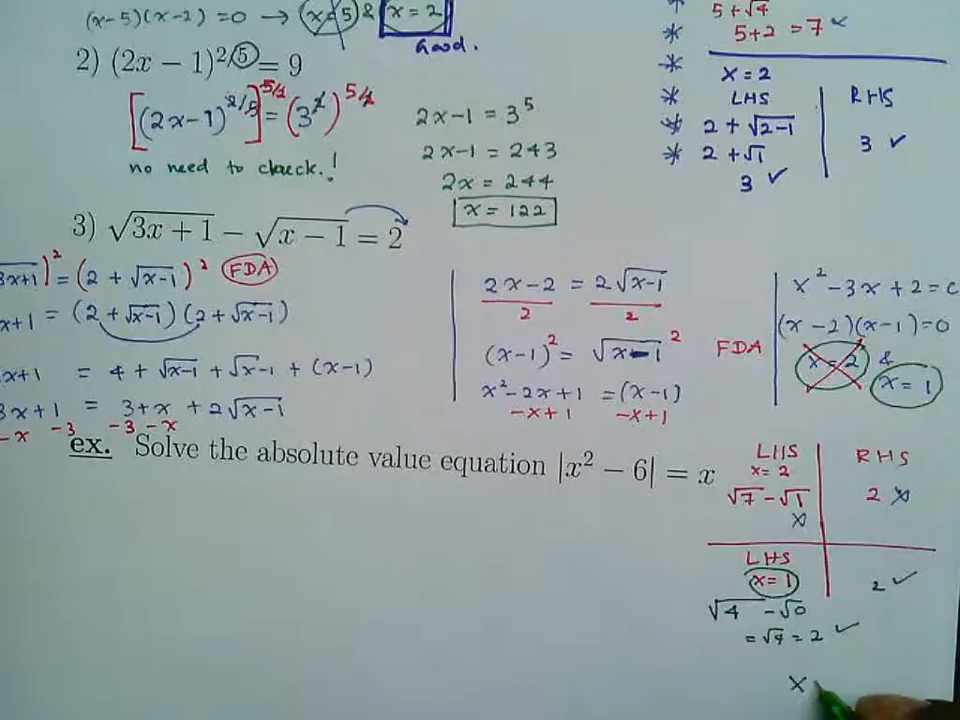 (x-5)(x-2) = 0 → x=5 & x=2
Good.
2) (2x − 1)^{2/5} = 9
[(2x-1)^{2/5}]^{5/2} = (3^2)^{5/2}
no need to check.!
2x-1 = 3^5
2x-1 = 243
2x = 244
x = 122
5+√4
5+2 = 7 ×
x = 2
LHS RHS
2 + √2-1 3 ✓
2 + √1
3 ✓
3) √3x + 1 − √x − 1 = 2
3x+1)^2 = (2 + √x-1)^2 FDA
x+1 = (2+√x-1)(2+√x-1)
x+1 = 4 + √x-1 + √x-1 + (x-1)
3x+1 = 3+x + 2√x-1
-x -3 -3 -x
2x-2 = 2√x-1
2 2
(x-1)^2 = √x-1^2 FDA
x^2-2x+1 = (x-1)
-x+1 -x+1
x^2-3x+2=0
(x-2)(x-1)=0
x=2 &
x=1
ex. Solve the absolute value equation |x^2 − 6| = x
LHS RHS
x=2
√7-√1 2 ×
×
LHS
x=1 2 ✓
√4 -√0
= √4 = 2 ✓
x